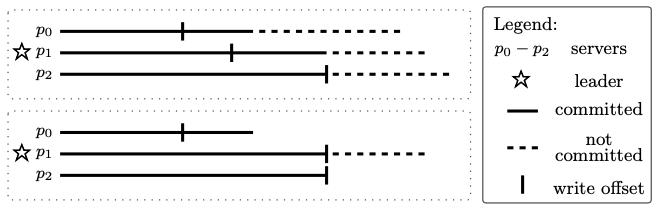 p₀
p₁
p₂
p₀
p₁
p₂
Legend:
p₀ − p₂ servers
leader
committed
not
committed
write offset